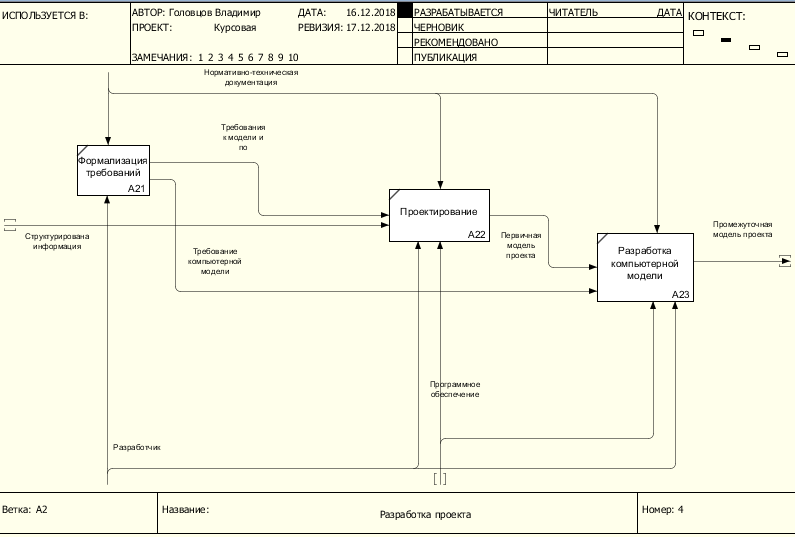 ИСПОЛЬЗУЕТСЯ В:
АВТОР: Головцов Владимир
ДАТА: 16.12.2018
ПРОЕКТ: Курсовая
РЕВИЗИЯ: 17.12.2018
ЗАМЕЧАНИЯ: 1 2 3 4 5 6 7 8 9 10
РАЗРАБАТЫВАЕТСЯ
ЧЕРНОВИК
РЕКОМЕНДОВАНО
ПУБЛИКАЦИЯ
ЧИТАТЕЛЬ
ДАТА
КОНТЕКСТ:
Нормативно-техническая
документация
Требования
к модели и
по
Формализация
требований
A21
Проектирование
A22
Структурирована
информация
Требование
компьютерной
модели
Первичная
модель
проекта
Разработка
компьютерной
модели
A23
Промежуточная
модель проекта
Программное
обеспечение
Разработчик
Ветка: A2
Название:
Разработка проекта
Номер: 4